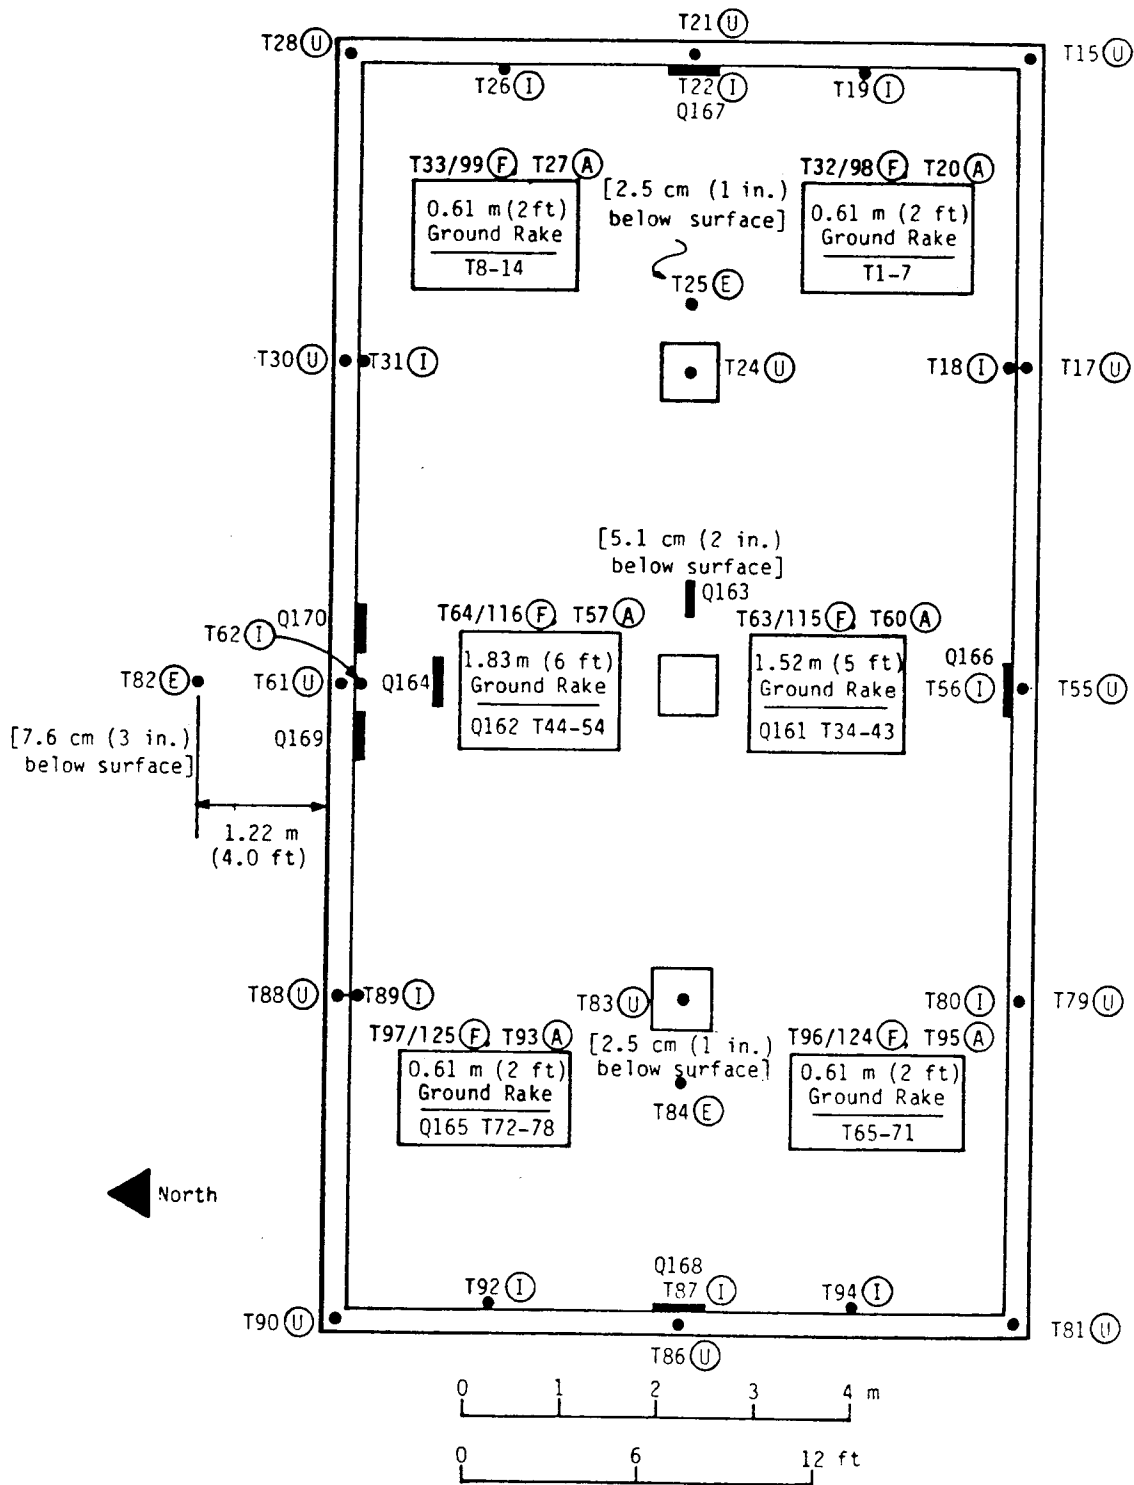 T21 U
T28 U
T15 U
T26 I
T22 I
T19 I
Q167
T33/99 F, T27 A
T32/98 F, T20 A
[2.5 cm (1 in.)
below surface]
0.61 m (2ft)
Ground Rake
T8-14
0.61 m (2 ft)
Ground Rake
T1-7
T25 E
T30 U
T31 I
T24 U
T18 I
T17 U
[5.1 cm (2 in.)
below surface]
Q163
Q170
T62 I
T64/116 F, T57 A
T63/115 F, T60 A
1.83m (6 ft)
Ground Rake
Q162 T44-54
1.52m (5 ft)
Ground Rake
Q161 T34-43
Q166
T82 E
T61 U
Q164
T56 I
T55 U
[7.6 cm (3 in.)
below surface]
Q169
1.22 m
(4.0 ft)
T88 U
T89 I
T83 U
T80 I
T79 U
T97/125 F, T93 A
[2.5 cm (1 in.)
below surface]
T96/124 F, T95 A
0.61 m (2 ft)
Ground Rake
Q165 T72-78
0.61 m (2 ft)
Ground Rake
T65-71
T84 E
North
Q168
T92 I
T87 I
T94 I
T90 U
T81 U
T86 U
0 1 2 3 4 m
0 6 12 ft